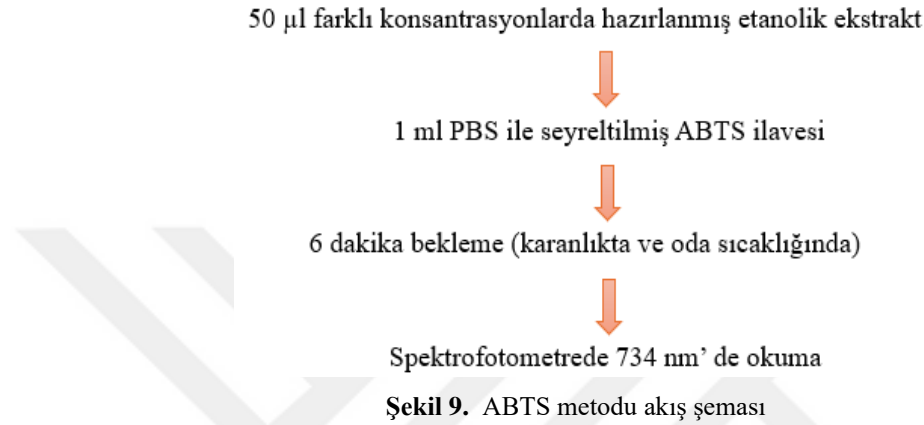 50 µl farklı konsantrasyonlarda hazırlanmış etanolik ekstrakt
1 ml PBS ile seyreltilmiş ABTS ilavesi
6 dakika bekleme (karanlıkta ve oda sıcaklığında)
Spektrofotometrede 734 nm’ de okuma
Şekil 9. ABTS metodu akış şeması